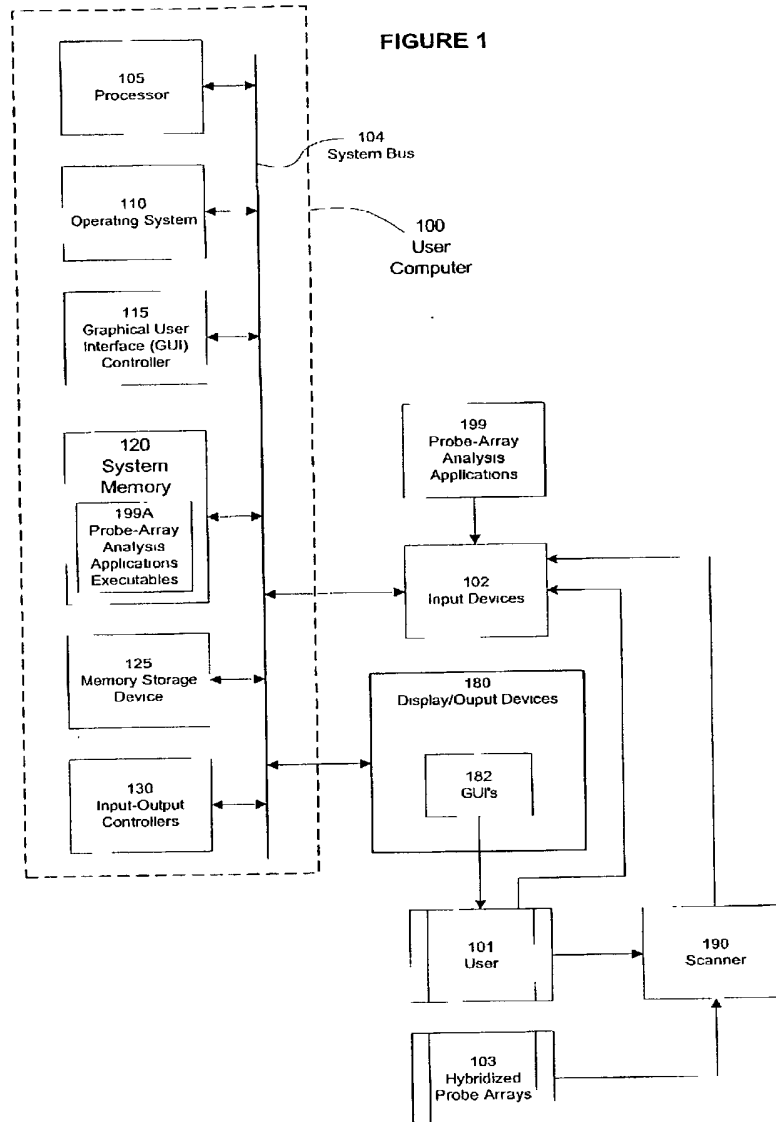 FIGURE 1
105
Processor
104
System Bus
110
Operating System
100
User
Computer
115
Graphical User
Interface (GUI)
Controller
199
Probe-Array
Analysis
Applications
120
System
Memory
199A
Probe-Array
Analysis
Applications
Executables
102
Input Devices
125
Memory Storage
Device
180
Display/Ouput Devices
182
GUI's
130
Input-Output
Controllers
101
User
190
Scanner
103
Hybridized
Probe Arrays